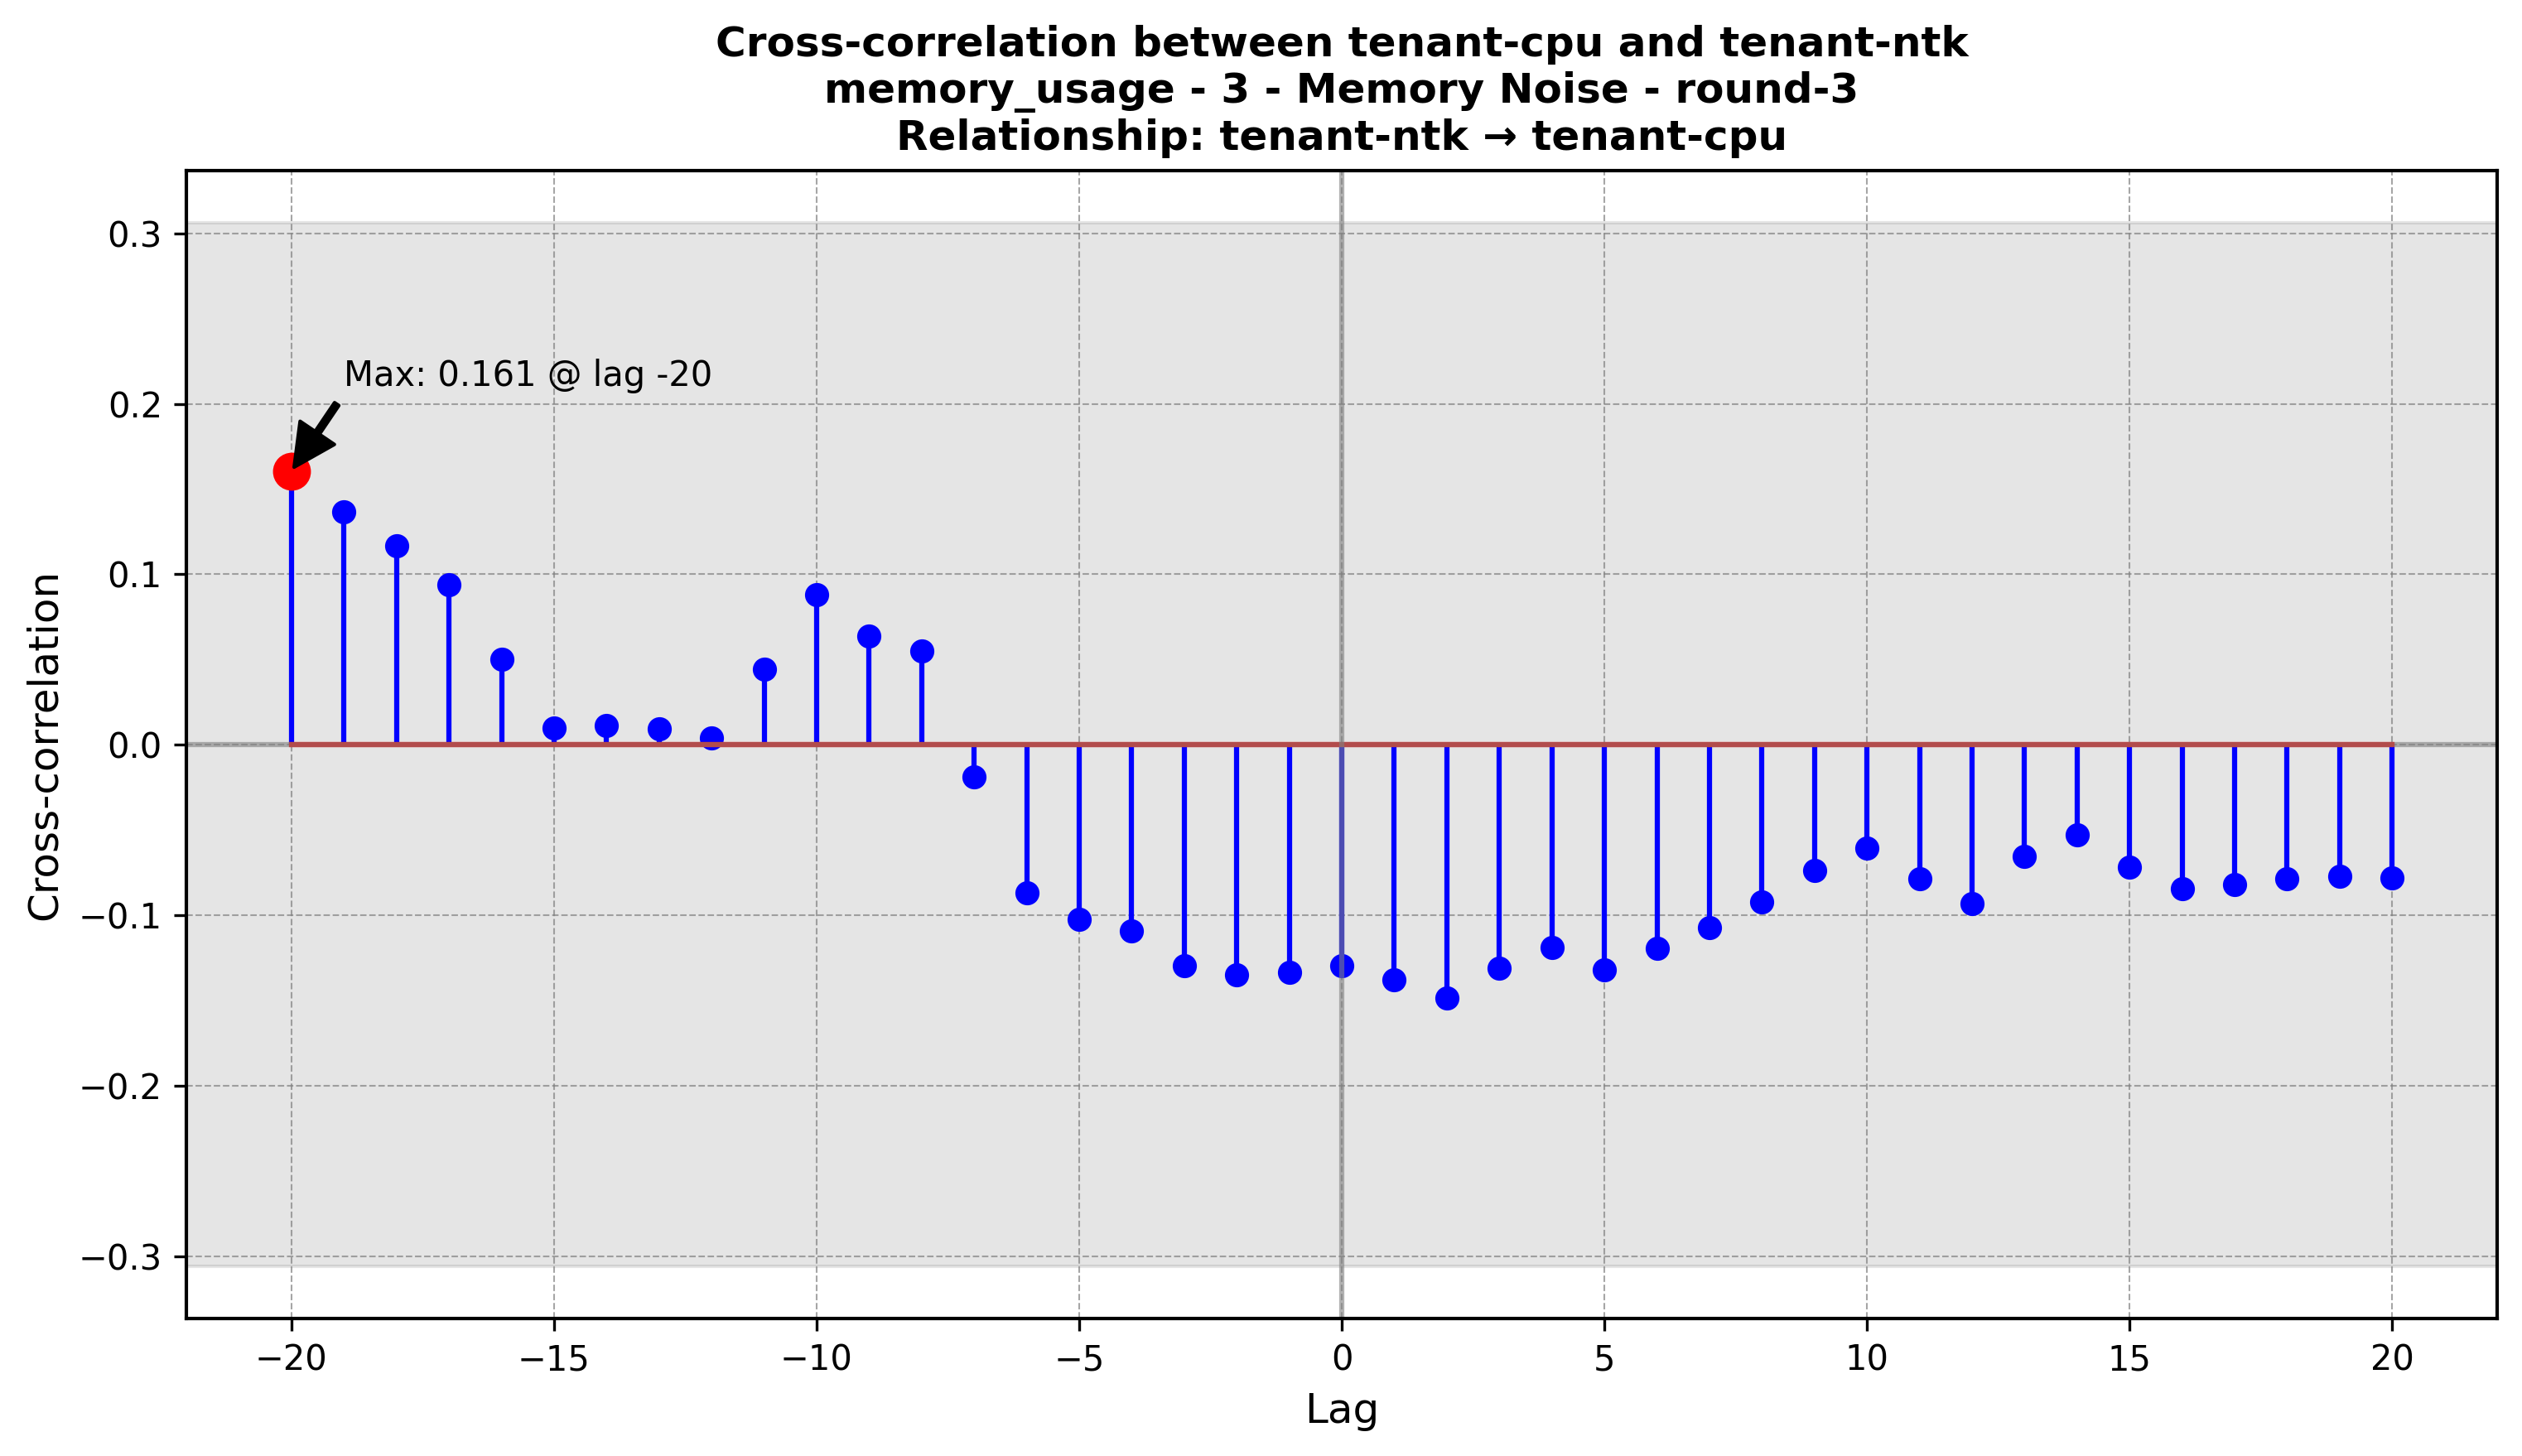 Cross-correlation between tenant-cpu and tenant-ntk
memory_usage - 3 - Memory Noise - round-3
Relationship: tenant-ntk → tenant-cpu
Cross-correlation
0.3
0.2
0.1
0.0
−0.1
−0.2
−0.3
Max: 0.161 @ lag -20
−20
−15
−10
−5
0
5
10
15
20
Lag